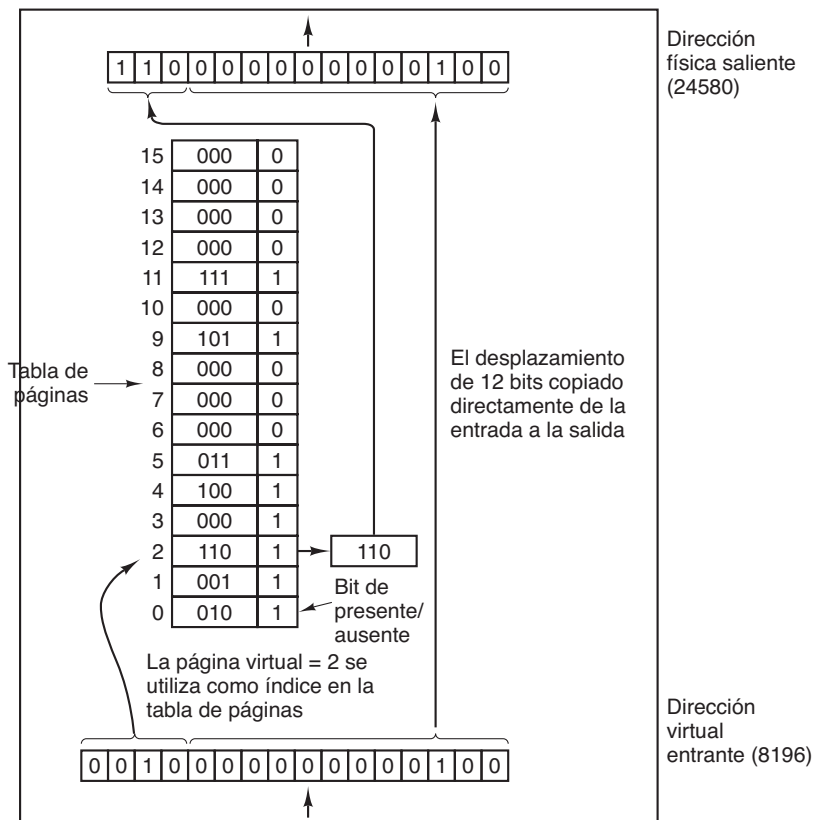 1 1 0 0 0 0 0 0 0 0 0 0 1 0 0
Dirección
física saliente
(24580)
15 000 0
14 000 0
13 000 0
12 000 0
11 111 1
10 000 0
9 101 1
8 000 0
7 000 0
6 000 0
5 011 1
4 100 1
3 000 1
2 110 1 110
1 001 1
0 010 1
Tabla de
páginas
El desplazamiento
de 12 bits copiado
directamente de la
entrada a la salida
Bit de
presente/
ausente
La página virtual = 2 se
utiliza como índice en la
tabla de páginas
0 0 1 0 0 0 0 0 0 0 0 0 0 1 0 0
Dirección
virtual
entrante (8196)